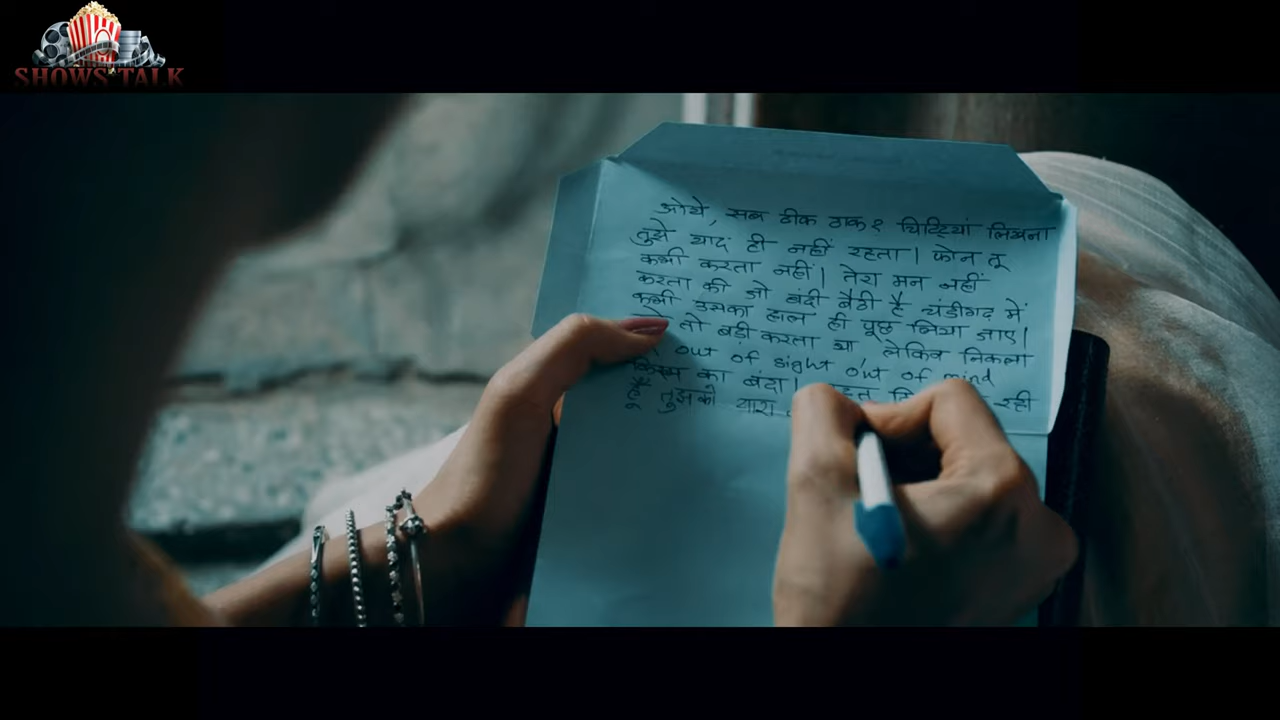 SHOWS TALK
ओये, सब ठीक ठाक? चिट्ठियां लिखना
तुझे याद ही नहीं रहता। फोन तू
कभी करता नहीं। तेरा मन नहीं
करता की जो बंदी बैठी है चंडीगढ़ में
कभी उसका हाल ही पूछ लिया जाए।
तो बड़ी करता था, लेकिन निकला
out of sight, out of mind
किस्म का बंदा।
रही
है तुझको यारा